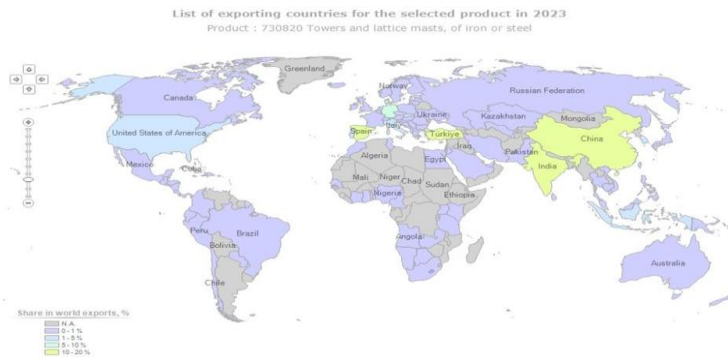 List of exporting countries for the selected product in 2023
Product : 730820 Towers and lattice masts, of iron or steel
Greenland
Norway
Russian Federation
Canada
Ukraine
Kazakhstan
Mongolia
United States of America
Spain
Türkiye
China
Iraq
Pakistan
Mexico
Cuba
Algeria
Egypt
India
Mali
Niger
Chad
Sudan
Nigeria
Ethiopia
Peru
Brazil
Angola
Bolivia
Australia
Chile
Share in world exports, %
N.A.
0 - 1 %
1 - 5 %
5 - 10 %
10 - 20 %